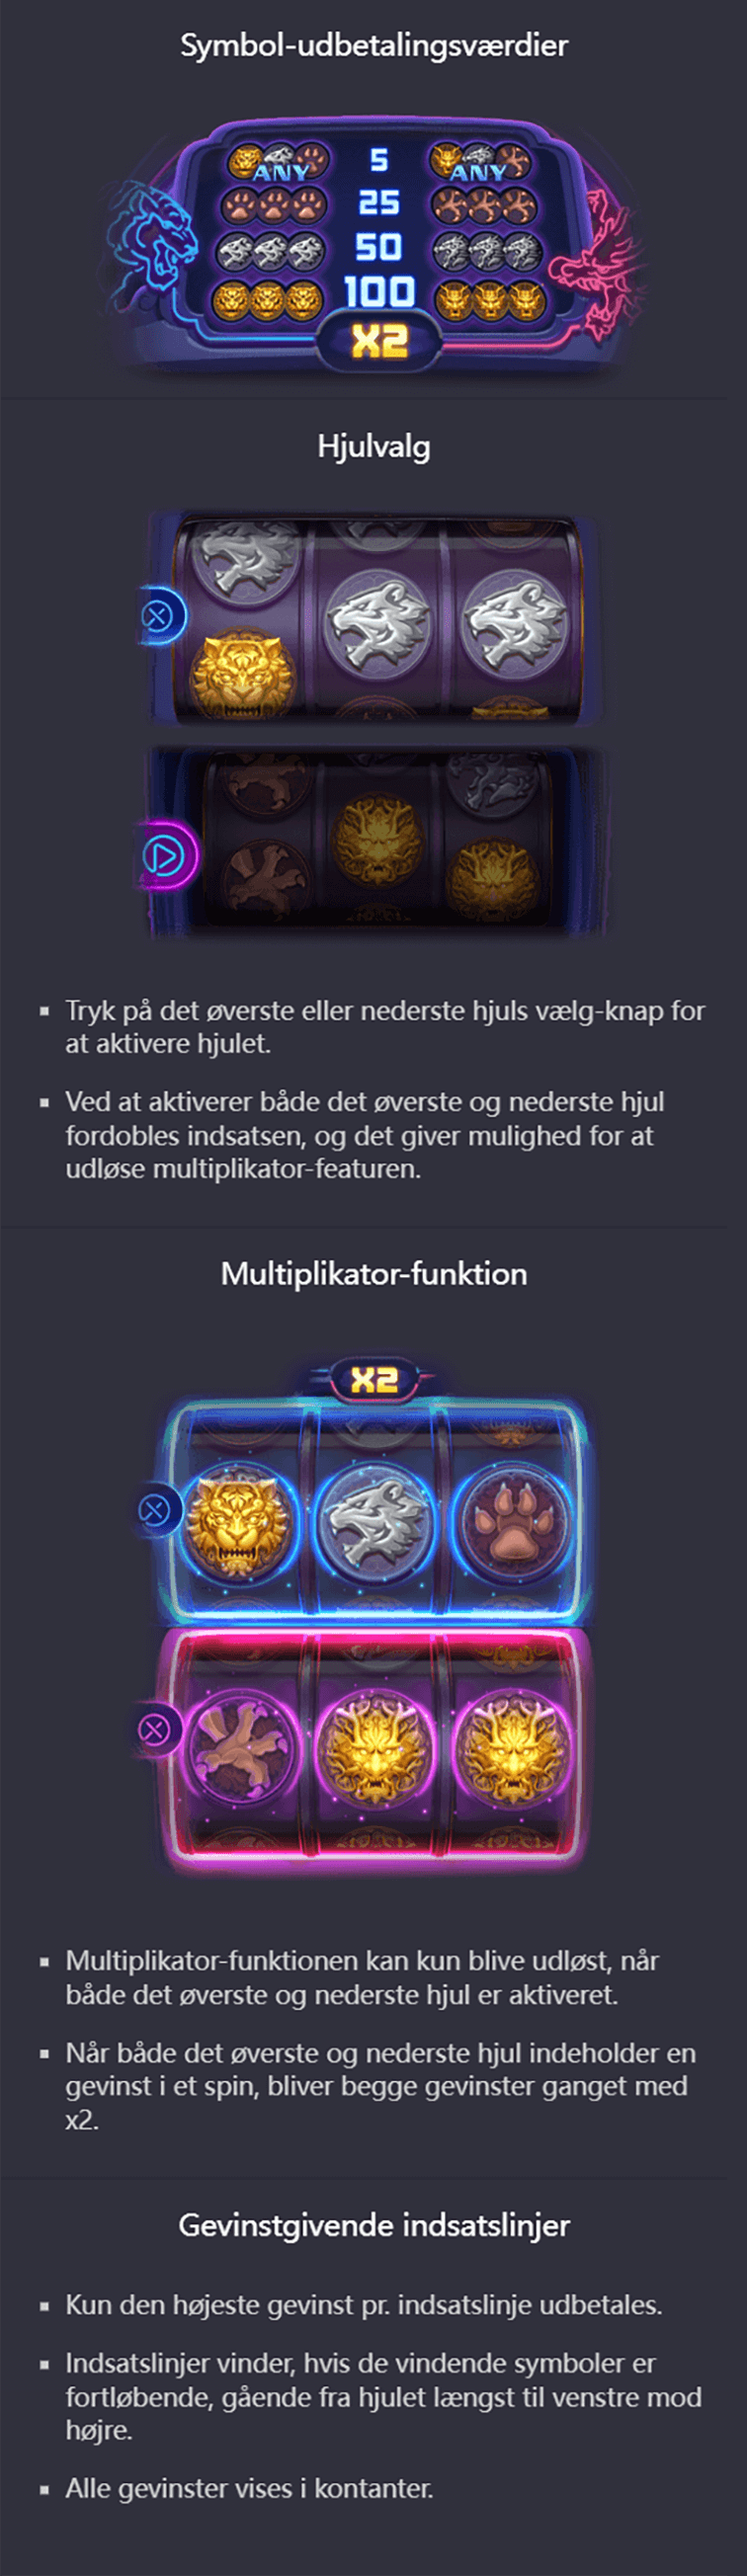 Symbol-udbetalingsværdier
ANY 5 ANY
25
50
100
X2
Hjulvalg
Tryk på det øverste eller nederste hjuls vælg-knap for
at aktivere hjulet.
Ved at aktiverer både det øverste og nederste hjul
fordobles indsatsen, og det giver mulighed for at
udløse multiplikator-featuren.
Multiplikator-funktion
X2
Multiplikator-funktionen kan kun blive udløst, når
både det øverste og nederste hjul er aktiveret.
Når både det øverste og nederste hjul indeholder en
gevinst i et spin, bliver begge gevinster ganget med
x2.
Gevinstgivende indsatslinjer
Kun den højeste gevinst pr. indsatslinje udbetales.
Indsatslinjer vinder, hvis de vindende symboler er
fortløbende, gående fra hjulet længst til venstre mod
højre.
Alle gevinster vises i kontanter.